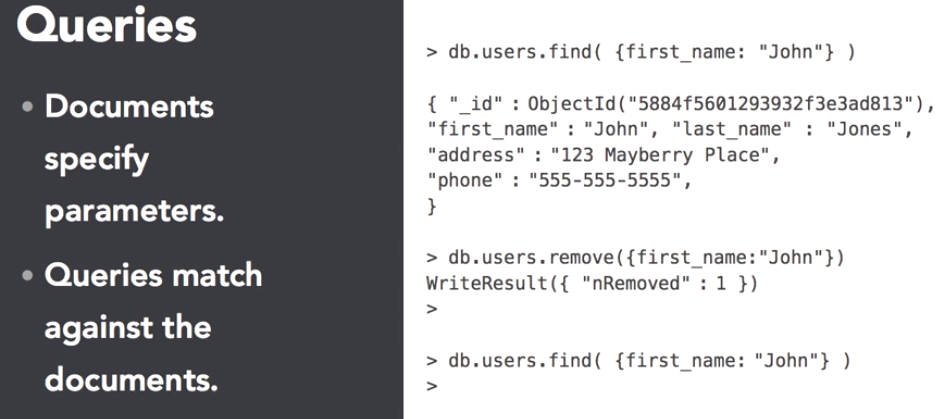 Queries
• Documents
specify
parameters.
• Queries match
against the
documents.
> db.users.find( {first_name: "John"} )
{ "_id" : ObjectId("5884f5601293932f3e3ad813"),
"first_name" : "John", "last_name" : "Jones",
"address" : "123 Mayberry Place",
"phone" : "555-555-5555",
}
> db.users.remove({first_name:"John"})
WriteResult({ "nRemoved" : 1 })
>
> db.users.find( {first_name: "John"} )
>